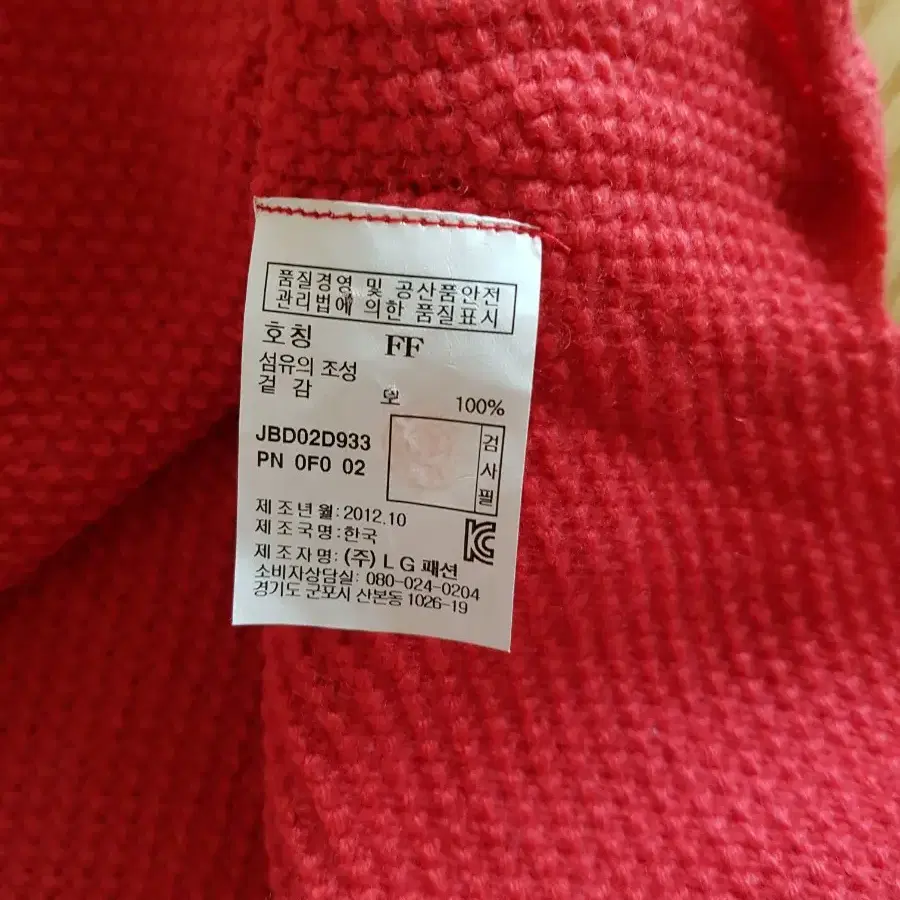 품질경영 및 공산품안전
관리법에 의한 품질표시
호칭 FF
섬유의 조성
겉감 모 100%
JBD02D933
PN 0F0 02
검사필
제조년월:2012.10
제조국명:한국
제조자명:(주)LG패션
소비자상담실: 080-024-0204
경기도 군포시 산본동 1026-19